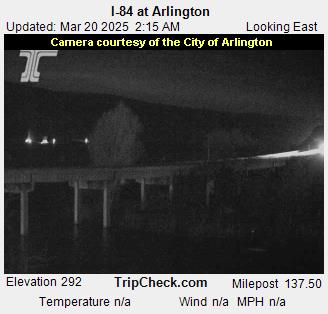 I-84 at Arlington
Updated: Mar 20 2025 2:15 AM Looking East
Camera courtesy of the City of Arlington
Elevation 292 TripCheck.com Milepost 137.50
Temperature n/a Wind n/a MPH n/a